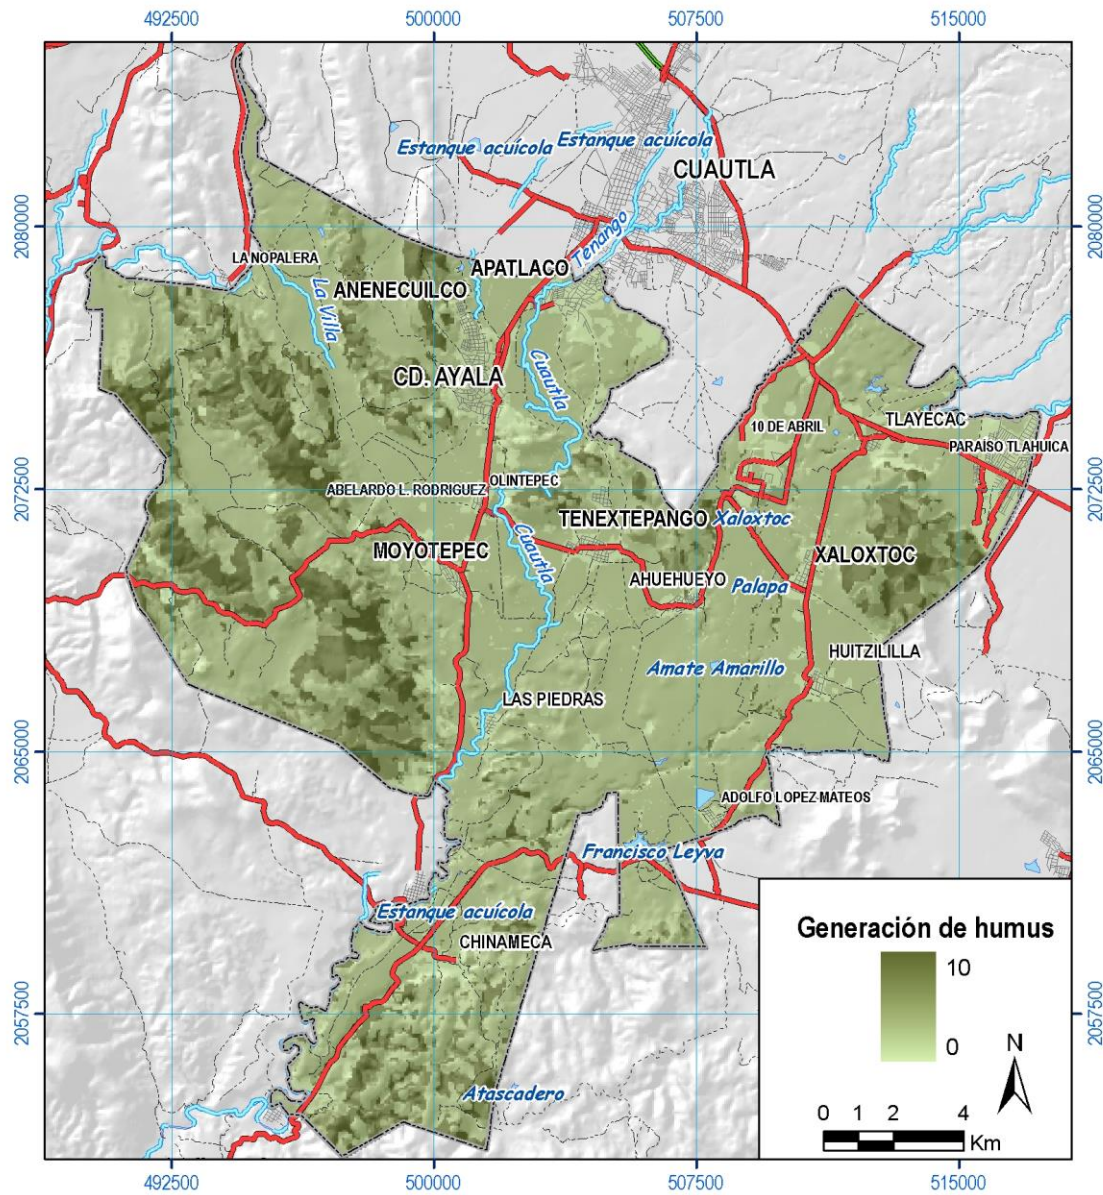 492500
500000
507500
515000
2080000
2080000
Estanque acuícola
Estanque acuícola
CUAUTLA
Tenango
LA NOPALERA
APATLACO
ANENECUILCO
La Villa
CD. AYALA
Cuautla
10 DE ABRIL
TLAYECAC
PARAÍSO TLAHUICA
2072500
2072500
ABELARDO L. RODRIGUEZ
OLINTEPEC
TENEXTEPANGO
Xaloxtoc
MOYOTEPEC
Cuautla
XALOXTOC
AHUEHUEYO
Palapa
HUITZILILLA
Amate Amarillo
LAS PIEDRAS
2065000
2065000
ADOLFO LOPEZ MATEOS
Francisco Leyva
Estanque acuícola
CHINAMECA
Generación de humus
10
0
2057500
2057500
N
Atascadero
0 1 2 4
Km
492500
500000
507500
515000